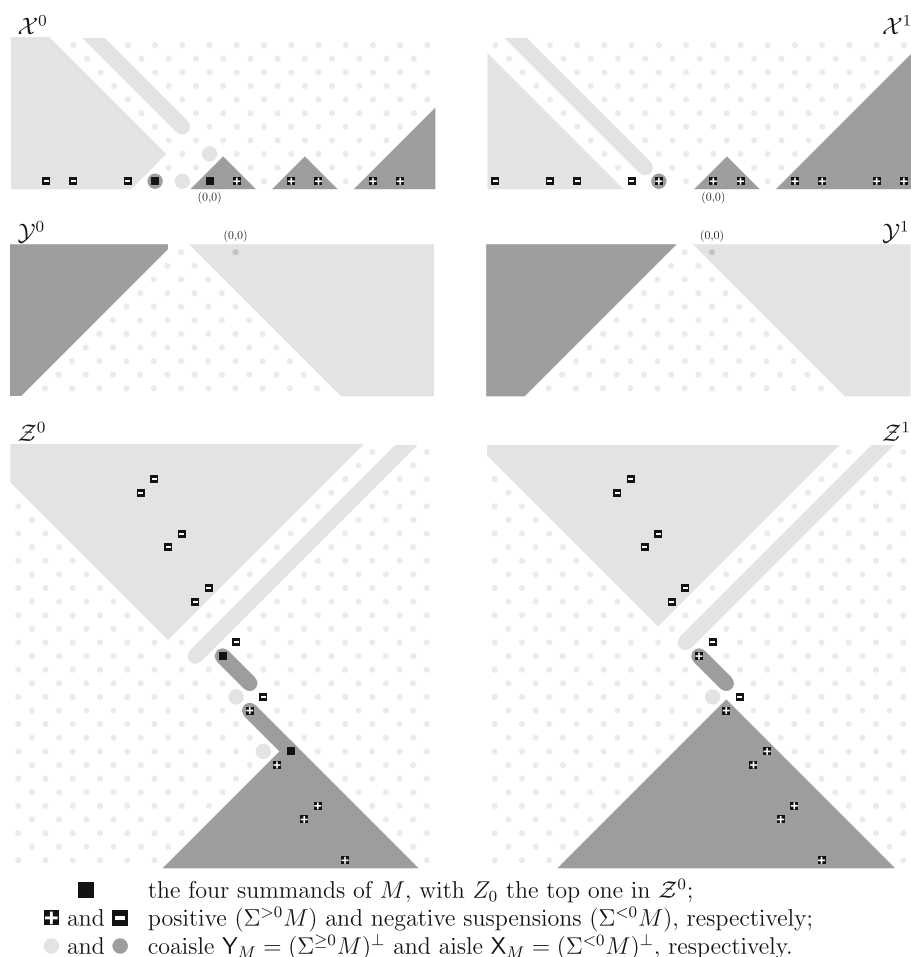 𝒳⁰ 𝒳¹
(0,0) (0,0)
𝒴⁰ (0,0) (0,0) 𝒴¹
𝒵⁰ 𝒵¹
the four summands of M, with Z₀ the top one in 𝒵⁰;
and positive (Σ^{>0}M) and negative suspensions (Σ^{<0}M), respectively;
and coaisle Y_M = (Σ^{≥0}M)^⊥ and aisle X_M = (Σ^{<0}M)^⊥, respectively.